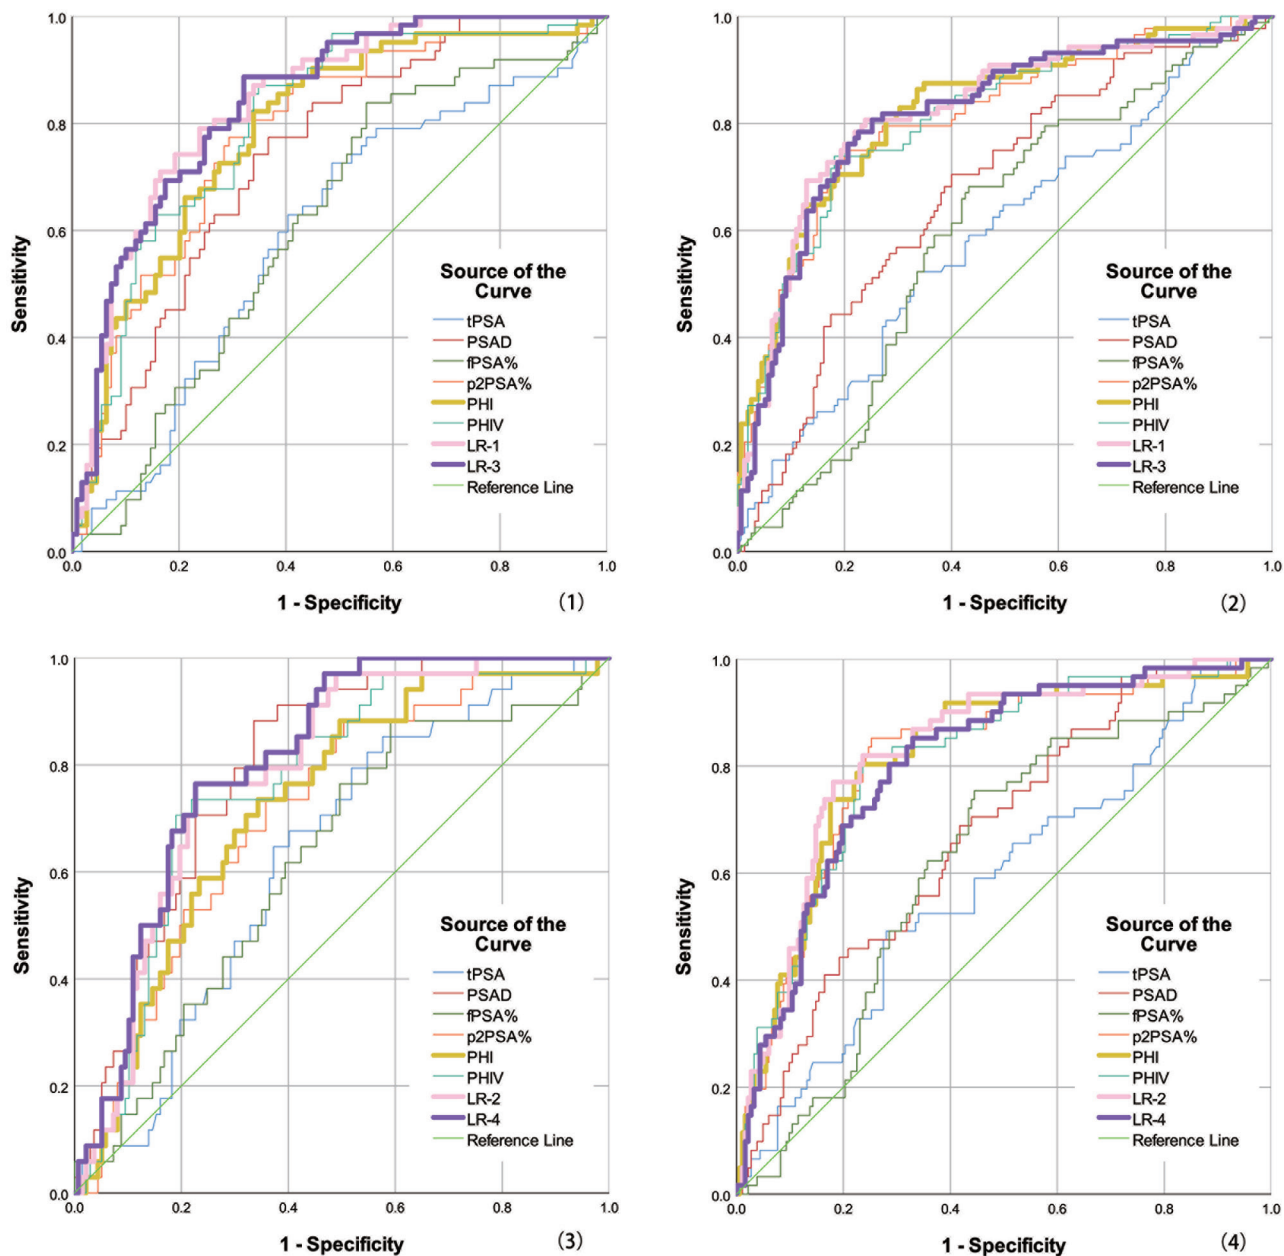 1.0
0.8
0.6
0.4
0.2
0.0
Sensitivity
0.0 0.2 0.4 0.6 0.8 1.0
1 - Specificity
(1)
Source of the
Curve
tPSA
PSAD
fPSA%
p2PSA%
PHI
PHIV
LR-1
LR-3
Reference Line
1.0
0.8
0.6
0.4
0.2
0.0
Sensitivity
0.0 0.2 0.4 0.6 0.8 1.0
1 - Specificity
(2)
Source of the
Curve
tPSA
PSAD
fPSA%
p2PSA%
PHI
PHIV
LR-1
LR-3
Reference Line
1.0
0.8
0.6
0.4
0.2
0.0
Sensitivity
0.0 0.2 0.4 0.6 0.8 1.0
1 - Specificity
(3)
Source of the
Curve
tPSA
PSAD
fPSA%
p2PSA%
PHI
PHIV
LR-2
LR-4
Reference Line
1.0
0.8
0.6
0.4
0.2
0.0
Sensitivity
0.0 0.2 0.4 0.6 0.8 1.0
1 - Specificity
(4)
Source of the
Curve
tPSA
PSAD
fPSA%
p2PSA%
PHI
PHIV
LR-2
LR-4
Reference Line